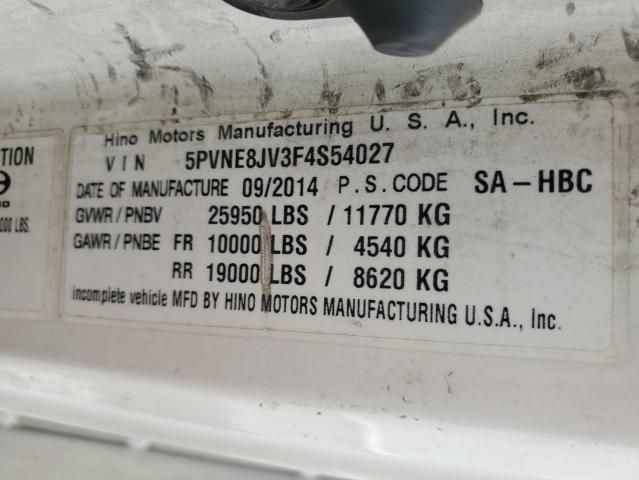 Hino Motors Manufacturing U. S. A., Inc.
VIN 5PVNE8JV3F4S54027
DATE OF MANUFACTURE 09/2014 P.S. CODE SA-HBC
GVWR/PNBV 25950 LBS / 11770 KG
GAWR/PNBE FR 10000 LBS / 4540 KG
RR 19000 LBS / 8620 KG
incomplete vehicle MFD BY HINO MOTORS MANUFACTURING U.S.A., Inc.
000 LBS.